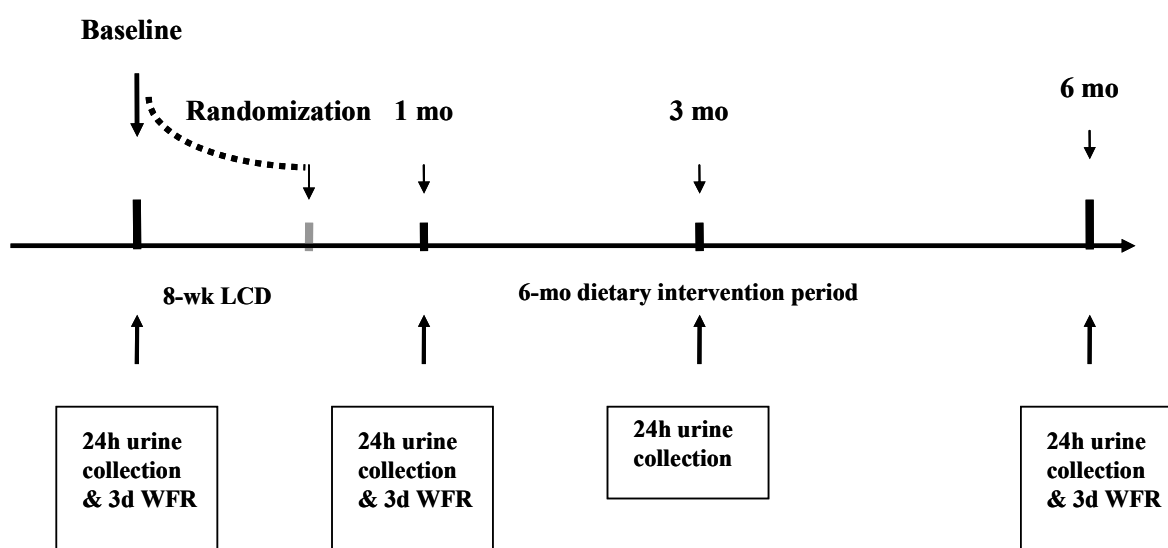 Baseline
Randomization 1 mo
3 mo
6 mo
8-wk LCD
6-mo dietary intervention period
24h urine
collection
& 3d WFR
24h urine
collection
& 3d WFR
24h urine
collection
24h urine
collection
& 3d WFR